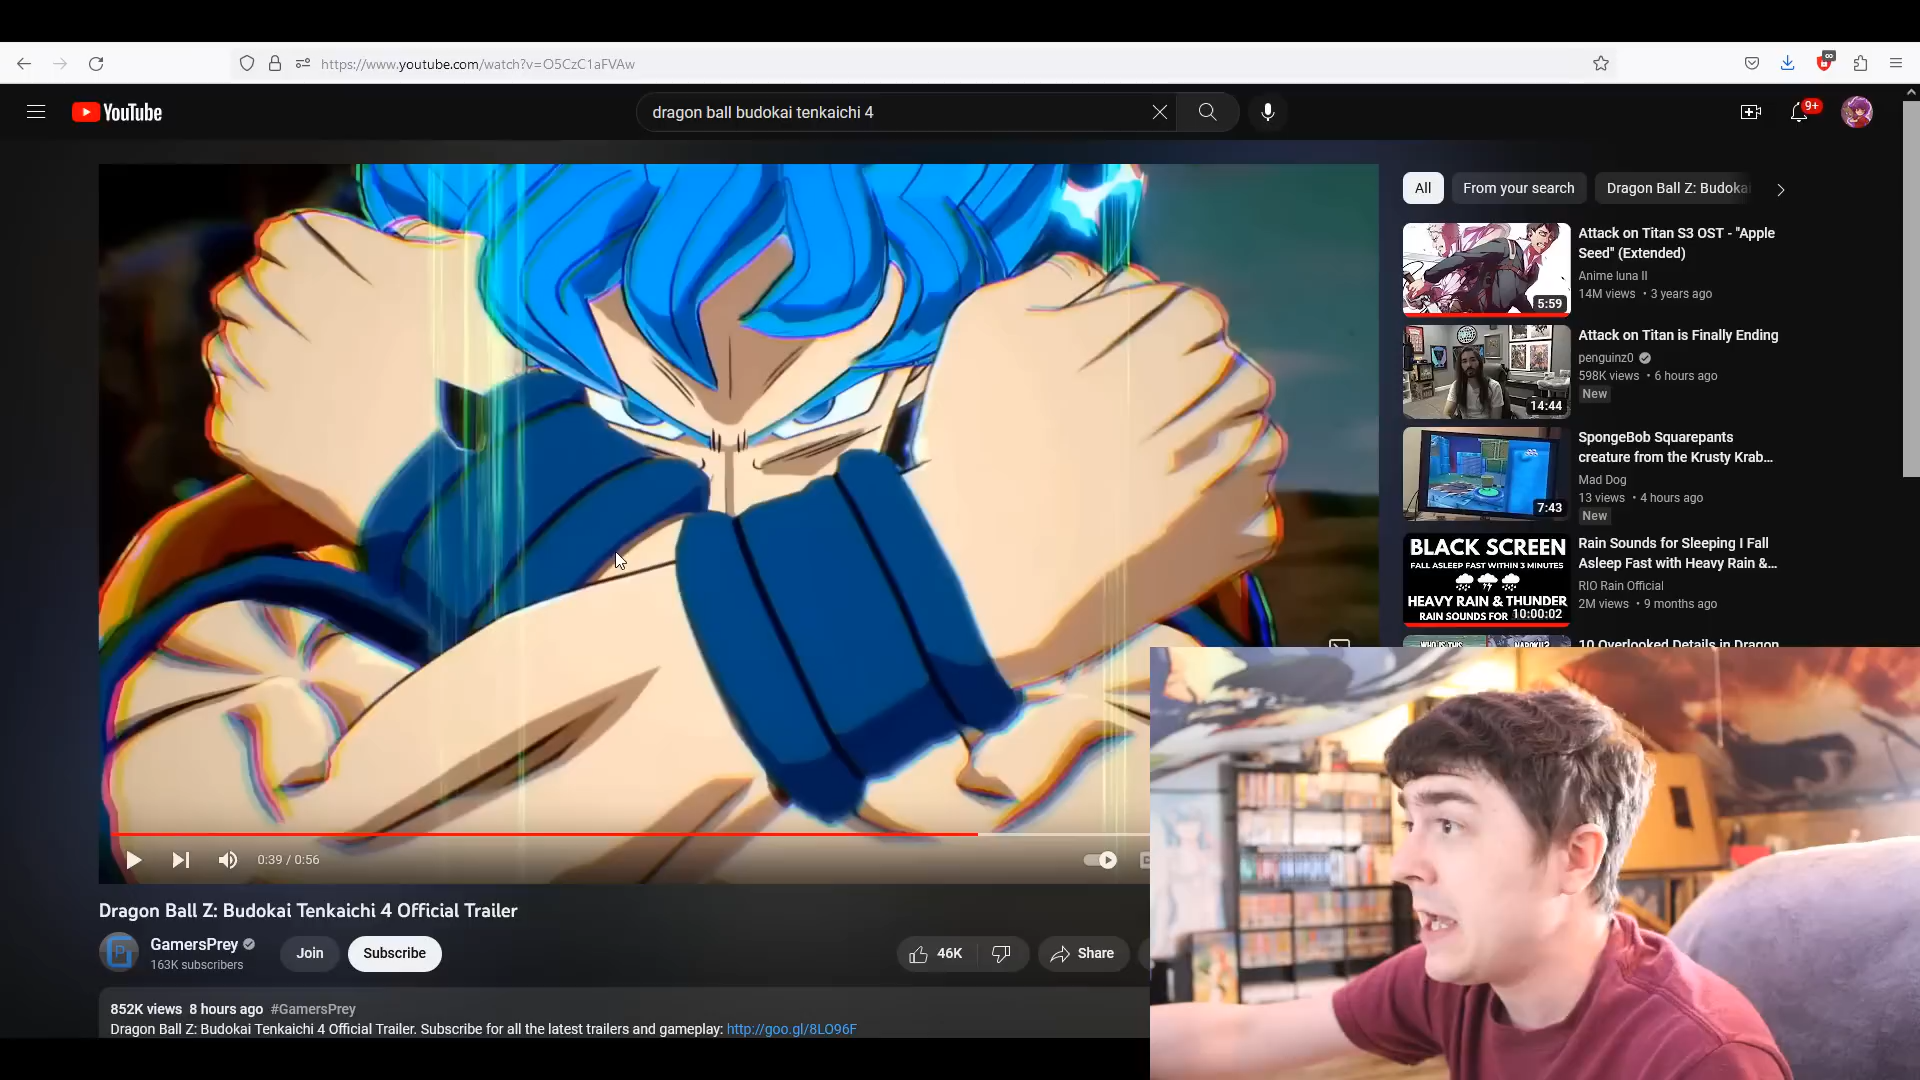 https://www.youtube.com/watch?v=O5CzC1aFVAw
YouTube
dragon ball budokai tenkaichi 4
9+
All
From your search
Dragon Ball Z: Budokai
5:59
Attack on Titan S3 OST - "Apple
Seed" (Extended)
Anime luna II
14M views • 3 years ago
14:44
Attack on Titan is Finally Ending
penguinz0
598K views • 6 hours ago
New
7:43
SpongeBob Squarepants
creature from the Krusty Krab...
Mad Dog
13 views • 4 hours ago
New
BLACK SCREEN
FALL ASLEEP FAST WITHIN 3 MINUTES
HEAVY RAIN & THUNDER
RAIN SOUNDS FOR
10:00:02
Rain Sounds for Sleeping I Fall
Asleep Fast with Heavy Rain &...
RIO Rain Official
2M views • 9 months ago
10 Overlooked Details in Dragon
0:39 / 0:56
Dragon Ball Z: Budokai Tenkaichi 4 Official Trailer
GamersPrey
163K subscribers
Join
Subscribe
46K
Share
852K views 8 hours ago #GamersPrey
Dragon Ball Z: Budokai Tenkaichi 4 Official Trailer. Subscribe for all the latest trailers and gameplay: http://goo.gl/8LO96F